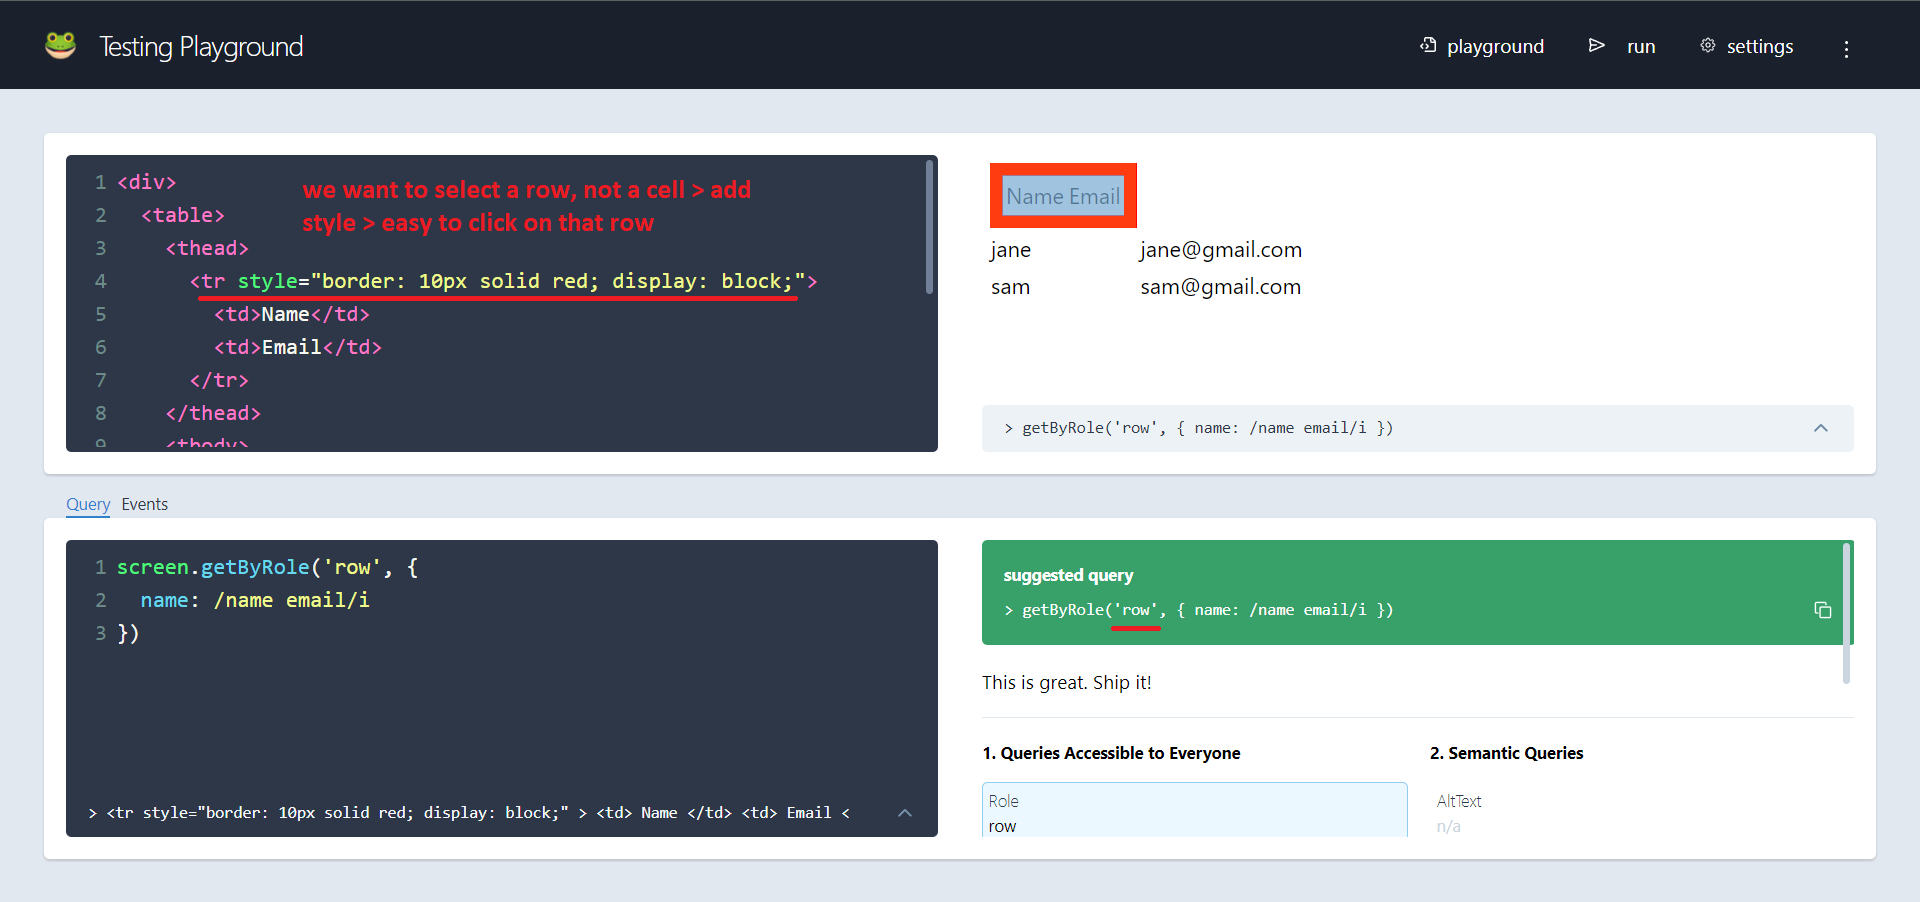 Testing Playground
playground run settings
1 <div>
2 <table>
3 <thead>
4 <tr style="border: 10px solid red; display: block;">
5 <td>Name</td>
6 <td>Email</td>
7 </tr>
8 </thead>
9 <tbody>
we want to select a row, not a cell > add
style > easy to click on that row
Name Email
jane jane@gmail.com
sam sam@gmail.com
> getByRole('row', { name: /name email/i })
Query Events
1 screen.getByRole('row', {
2 name: /name email/i
3 })
> <tr style="border: 10px solid red; display: block;" > <td> Name </td> <td> Email <
suggested query
> getByRole('row', { name: /name email/i })
This is great. Ship it!
1. Queries Accessible to Everyone
Role
row
2. Semantic Queries
AltText
n/a